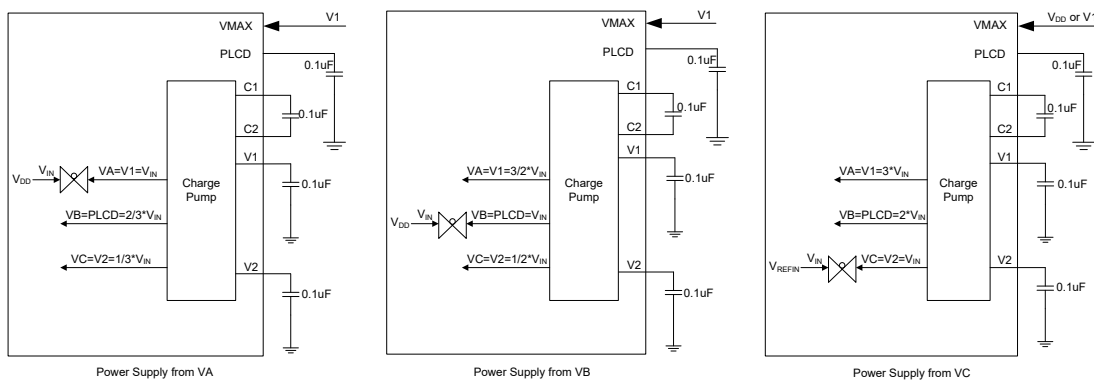 VMAX
V1
PLCD
0.1uF
C1
0.1uF
C2
V1
VDD VIN VA=V1=VIN
Charge
Pump
0.1uF
VB=PLCD=2/3*VIN
VC=V2=1/3*VIN
V2
0.1uF
Power Supply from VA
VMAX
V1
PLCD
0.1uF
C1
0.1uF
C2
V1
VA=V1=3/2*VIN
Charge
Pump
0.1uF
VDD VIN VB=PLCD=VIN
VC=V2=1/2*VIN
V2
0.1uF
Power Supply from VB
VMAX
VDD or V1
PLCD
0.1uF
C1
0.1uF
C2
V1
VA=V1=3*VIN
Charge
Pump
0.1uF
VB=PLCD=2*VIN
VREFIN VIN VC=V2=VIN
V2
0.1uF
Power Supply from VC